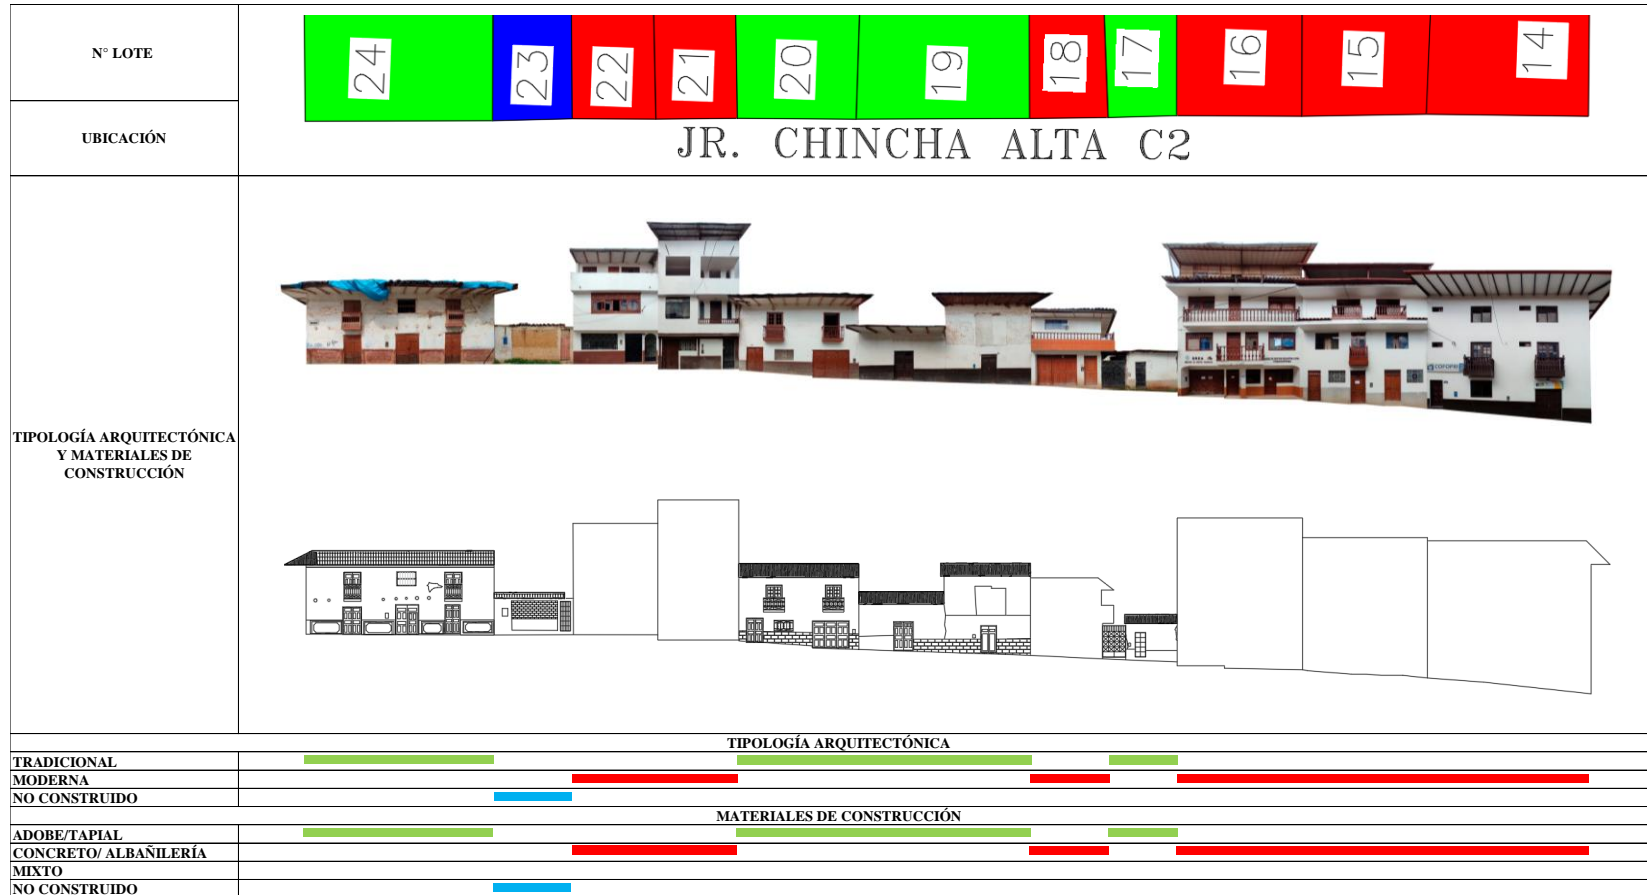 N° LOTE
24 23 22 21 20 19 18 17 16 15 14
UBICACIÓN
JR. CHINCHA ALTA C2
TIPOLOGÍA ARQUITECTÓNICA
Y MATERIALES DE
CONSTRUCCIÓN
COFOPRI
TIPOLOGÍA ARQUITECTÓNICA
TRADICIONAL
MODERNA
NO CONSTRUIDO
MATERIALES DE CONSTRUCCIÓN
ADOBE/TAPIAL
CONCRETO/ ALBAÑILERÍA
MIXTO
NO CONSTRUIDO